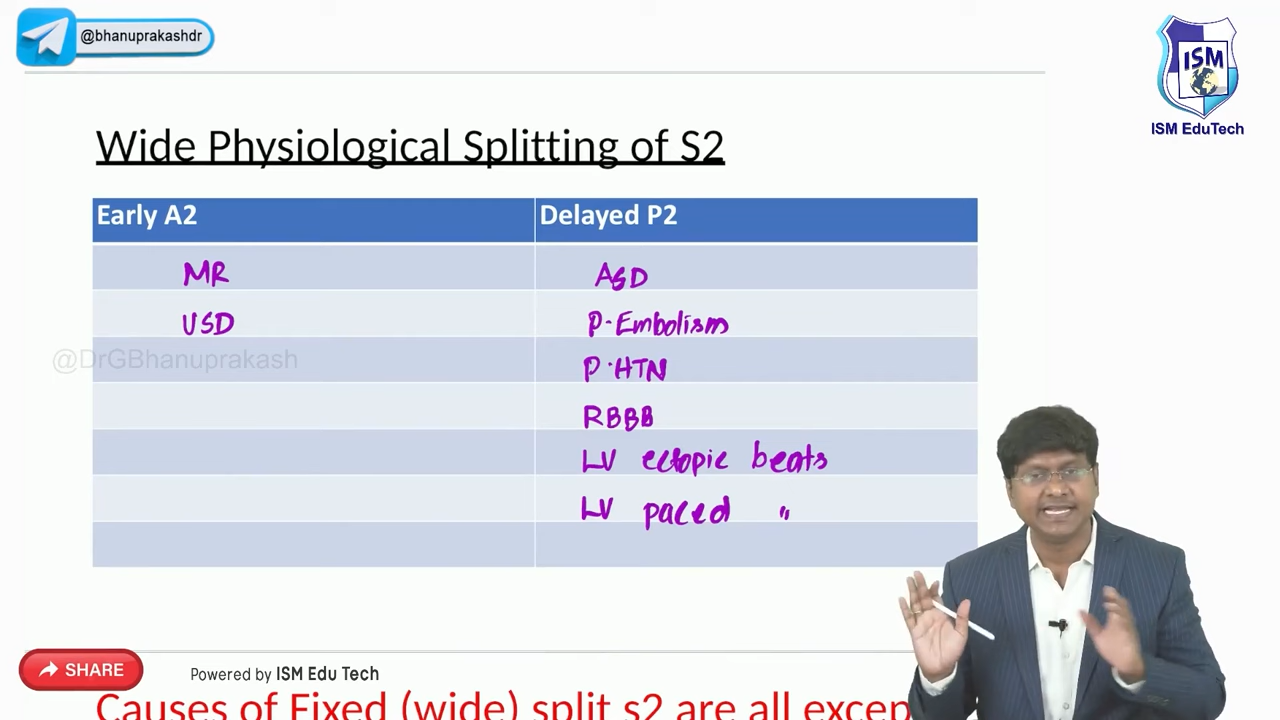 @bhanuprakashdr
ISM
ISM EduTech
Wide Physiological Splitting of S2
Early A2 Delayed P2
MR ASD
VSD P.Embolism
@DrGBhanuprakash
P.HTN
RBBB
LV ectopic beats
LV paced "
SHARE
Powered by ISM Edu Tech
Causes of Fixed (wide) split s2 are all excep